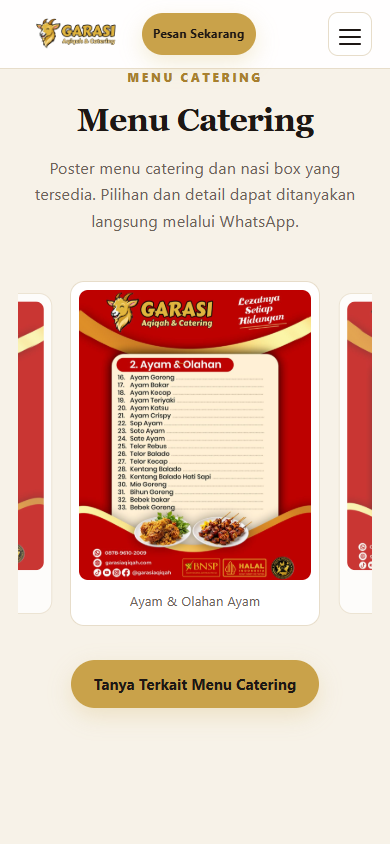 GARASI
Aqiqah & Catering
Pesan Sekarang
MENU CATERING
Menu Catering
Poster menu catering dan nasi box yang
tersedia. Pilihan dan detail dapat ditanyakan
langsung melalui WhatsApp.
GARASI
Aqiqah & Catering
Lezatnya
Setiap
Hidangan
2. Ayam & Olahan
16. Ayam Goreng
17. Ayam Bakar
18. Ayam Kecap
19. Ayam Teriyaki
20. Ayam Katsu
21. Ayam Crispy
22. Sop Ayam
23. Soto Ayam
24. Sate Ayam
25. Telor Rebus
26. Telor Balado
27. Telor Kecap
28. Kentang Balado
29. Kentang Balado Hati Sapi
30. Mie Goreng
31. Bihun Goreng
32. Bebek bakar
33. Bebek Goreng
0878-9610-2009
garasiaqiqah.com
@garasiaqiqah
BNSP
HALAL
INDONESIA
Ayam & Olahan Ayam
Tanya Terkait Menu Catering